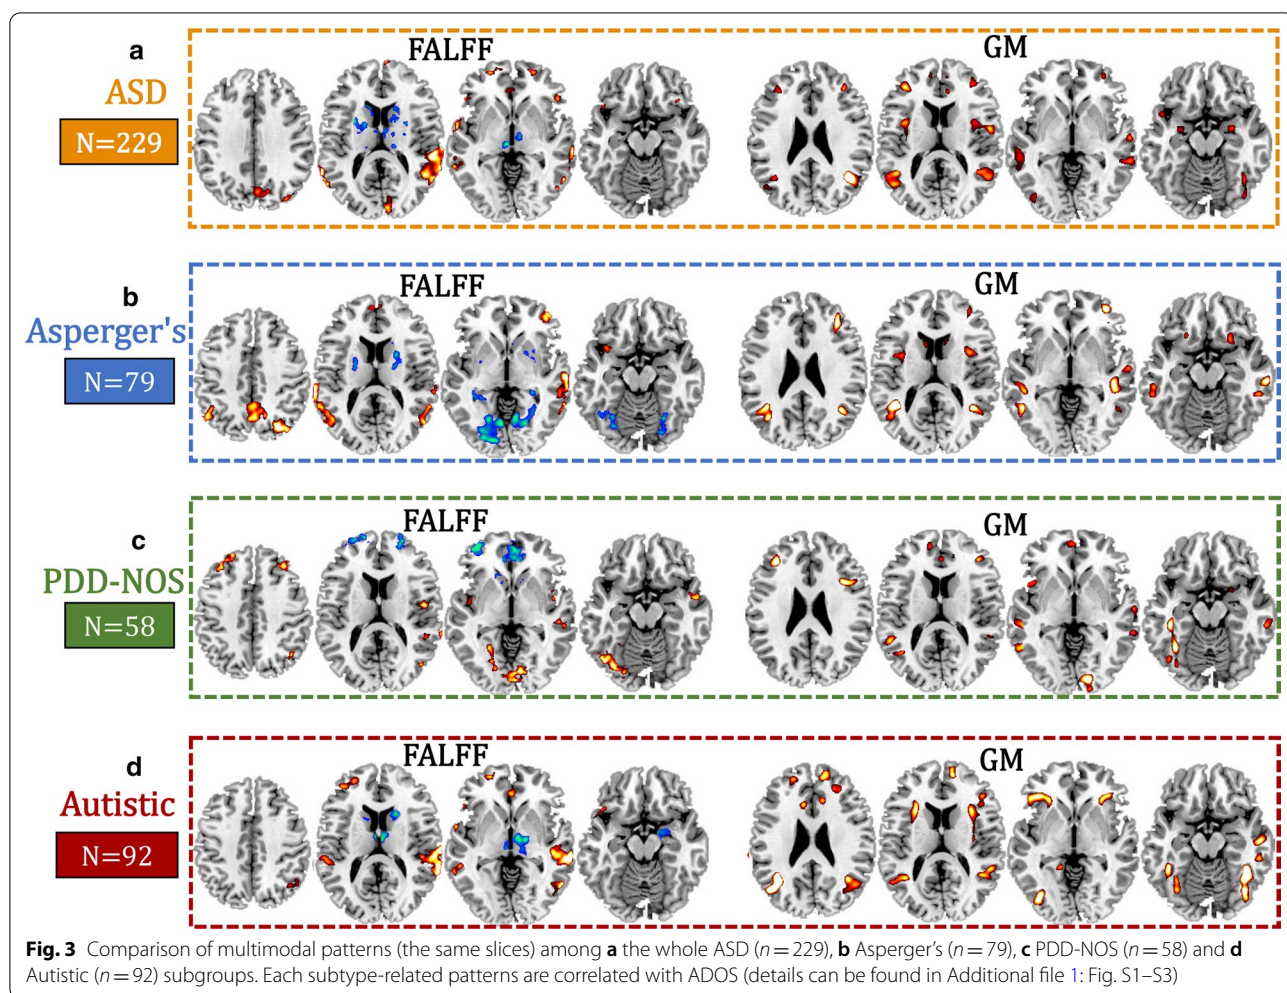 a
FALFF
GM
ASD
N=229
b
FALFF
GM
Asperger's
N=79
c
FALFF
GM
PDD-NOS
N=58
d
FALFF
GM
Autistic
N=92
Fig. 3 Comparison of multimodal patterns (the same slices) among a the whole ASD (n = 229), b Asperger’s (n = 79), c PDD-NOS (n = 58) and d
Autistic (n = 92) subgroups. Each subtype-related patterns are correlated with ADOS (details can be found in Additional file 1: Fig. S1–S3)